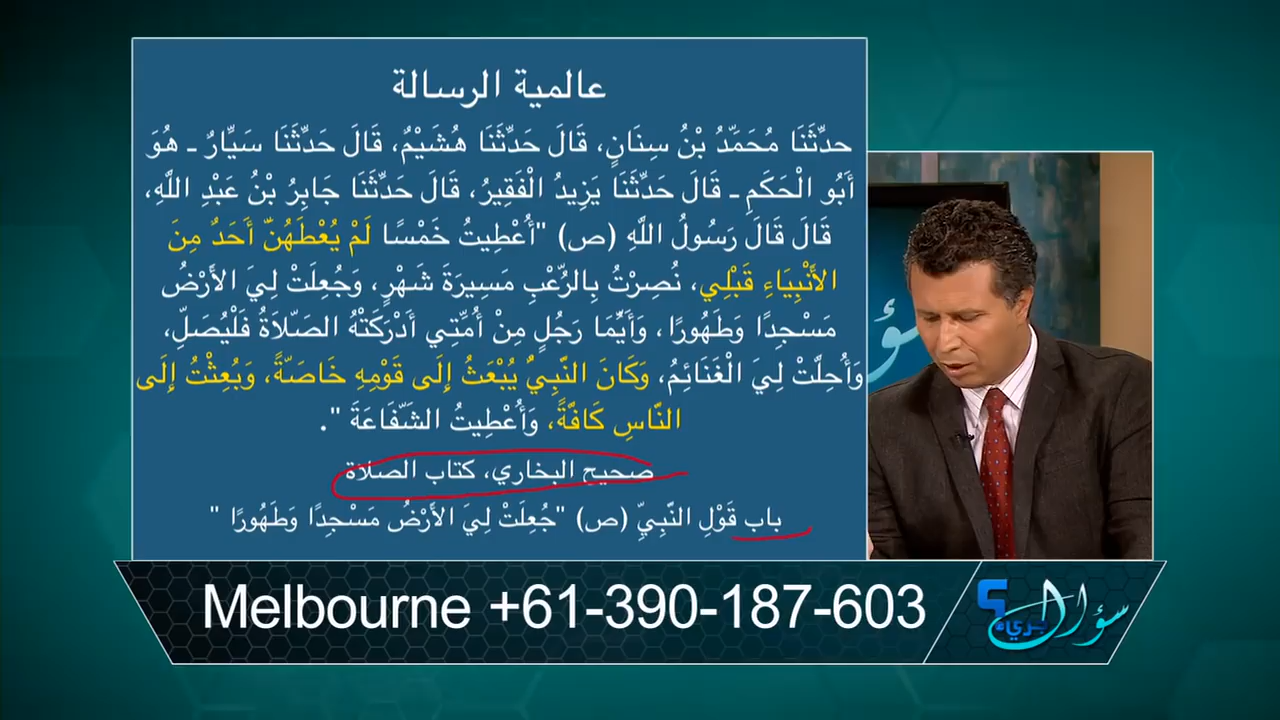 عالمية الرسالة
حدِّثَنَا مُحَمَّدُ بْنُ سِنَانٍ، قَالَ حَدِّثَنَا هُشَيْمٌ، قَالَ حَدِّثَنَا سَيِّارٌ ـ هُوَ
أَبُو الْحَكَمِ ـ قَالَ حَدِّثَنَا يَزِيدُ الْفَقِيرُ، قَالَ حَدِّثَنَا جَابِرُ بْنُ عَبْدِ اللَّهِ،
قَالَ قَالَ رَسُولُ اللَّهِ (ص) "أُعْطِيتُ خَمْسًا لَمْ يُعْطَهُنّ أَحَدٌ مِنَ
الأَنْبِيَاءِ قَبْلِي، نُصِرْتُ بِالرِّعْبِ مَسِيرَةَ شَهْرٍ، وَجُعِلَتْ لِيَ الأَرْضُ
مَسْجِدًا وَطَهُورًا، وَأَيِّمَا رَجُلٍ مِنْ أُمِّتِي أَدْرَكَتْهُ الصّلاَةُ فَلْيُصَلِّ،
وَأُحِلَّتْ لِيَ الْغَنَائِمُ، وَكَانَ النّبِيُّ يُبْعَثُ إِلَى قَوْمِهِ خَاصّةً، وَبُعِثْتُ إِلَى
النّاسِ كَافّةً، وَأُعْطِيتُ الشّفَاعَةَ ".
صحيح البخاري، كتاب الصلاة
باب قَوْلِ النّبِيِّ (ص) "جُعِلَتْ لِيَ الأَرْضُ مَسْجِدًا وَطَهُورًا "
Melbourne +61-390-187-603
سؤال جريء